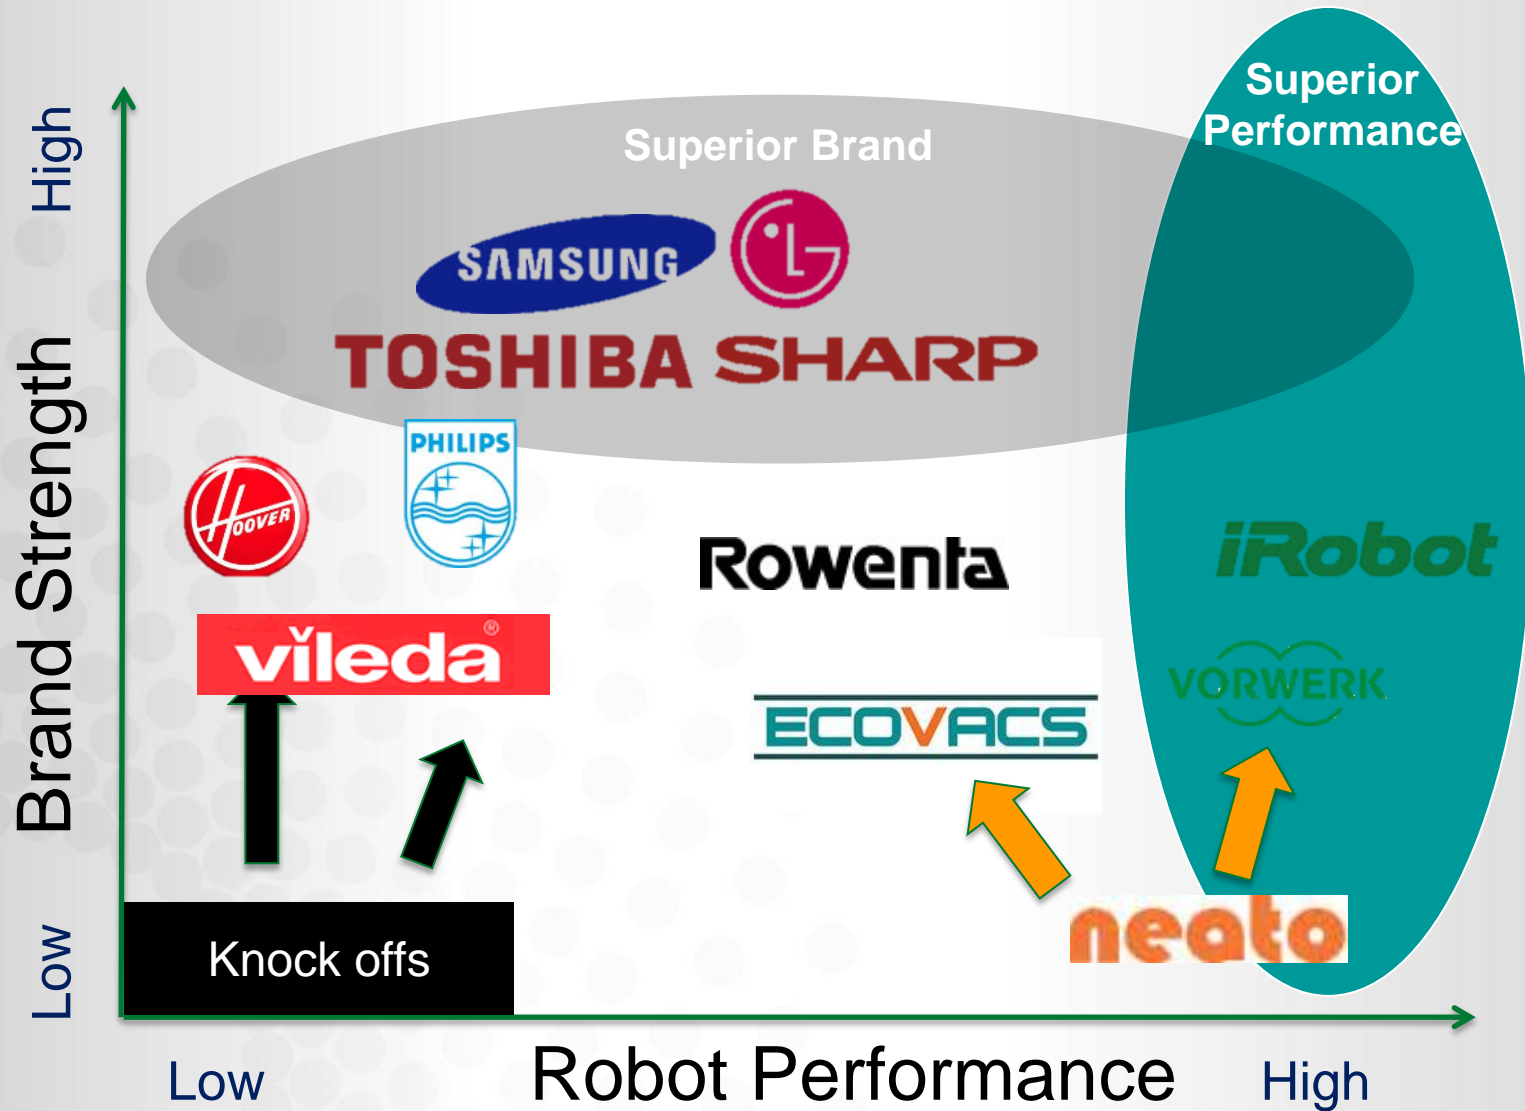 Superior
Performance
High
Superior Brand
SAMSUNG
LG
TOSHIBA SHARP
PHILIPS
HOOVER
Rowenta
iRobot
vileda®
VORWERK
ECOVACS
Brand Strength
neato
Knock offs
Low
Low
Robot Performance
High